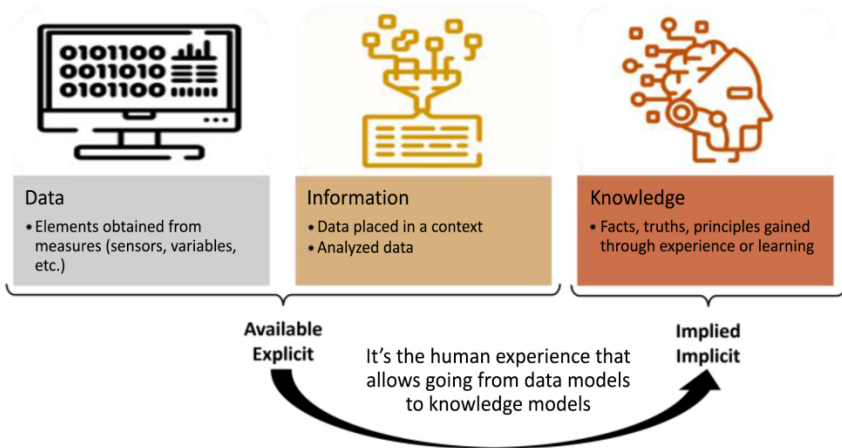 0101100
0011010
0101100
Data
• Elements obtained from
measures (sensors, variables,
etc.)
Information
• Data placed in a context
• Analyzed data
Knowledge
• Facts, truths, principles gained
through experience or learning
Available
Explicit
It's the human experience that
allows going from data models
to knowledge models
Implied
Implicit